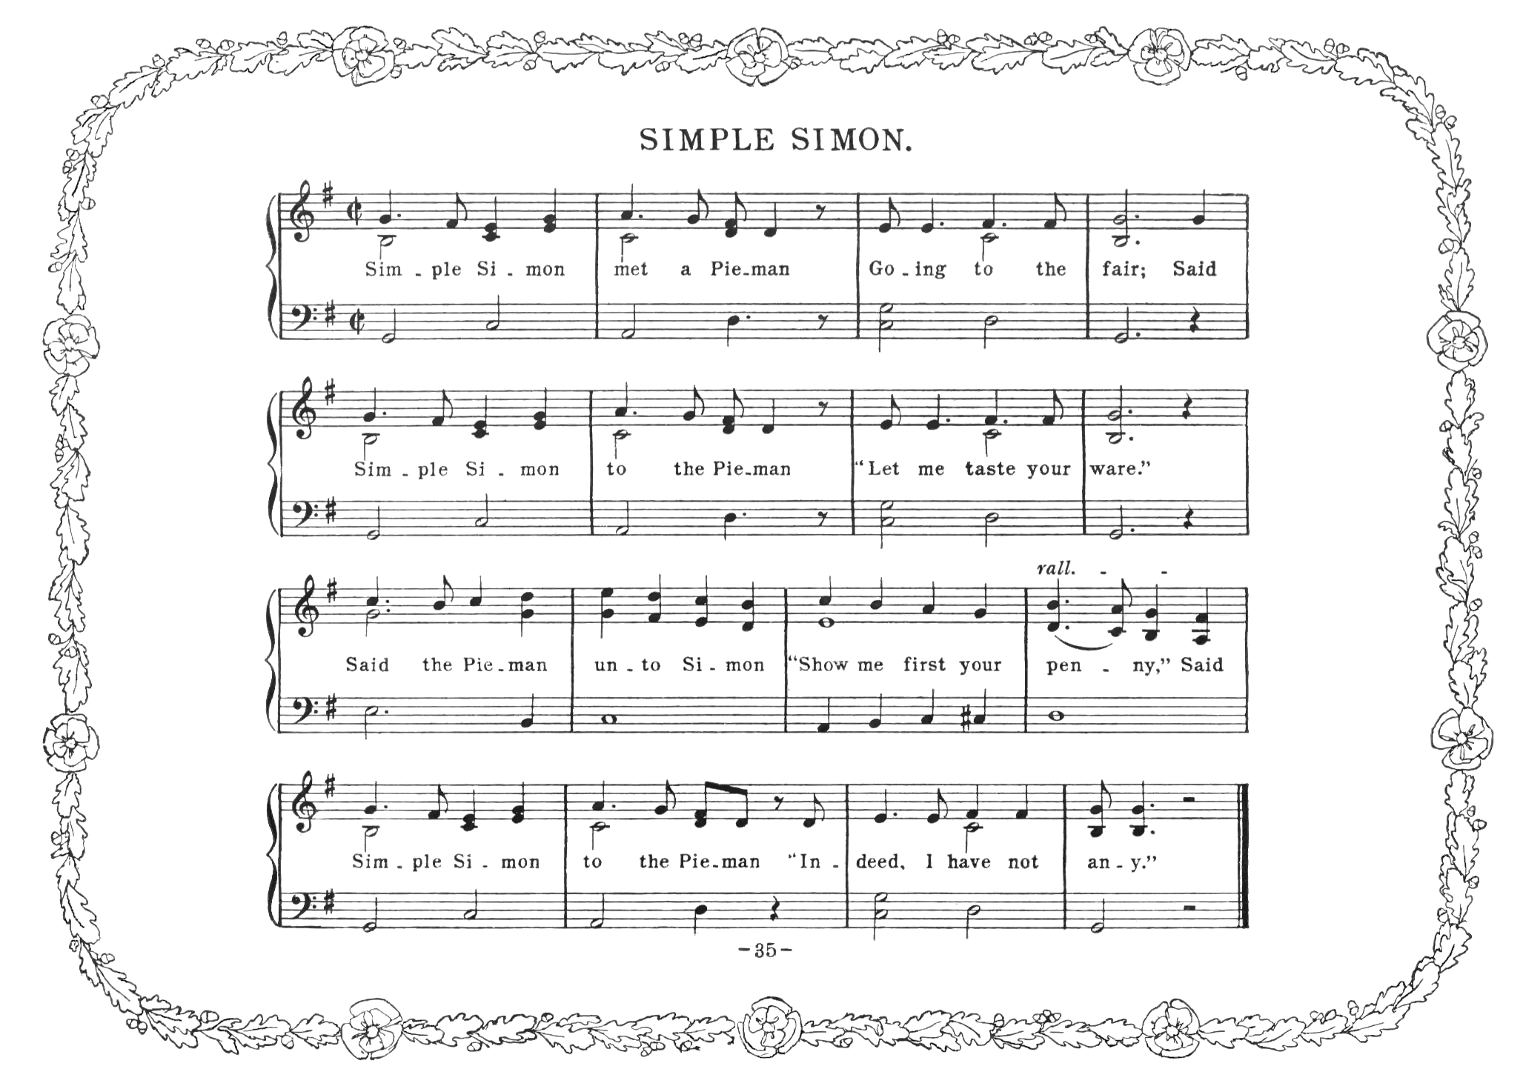 SIMPLE SIMON.
Sim - ple Si - mon met a Pie-man Go - ing to the fair; Said
Sim - ple Si - mon to the Pie-man "Let me taste your ware."
rall. - -
Said the Pie-man un - to Si - mon "Show me first your pen - ny," Said
Sim - ple Si - mon to the Pie-man "In - deed, I have not an - y."
-35-